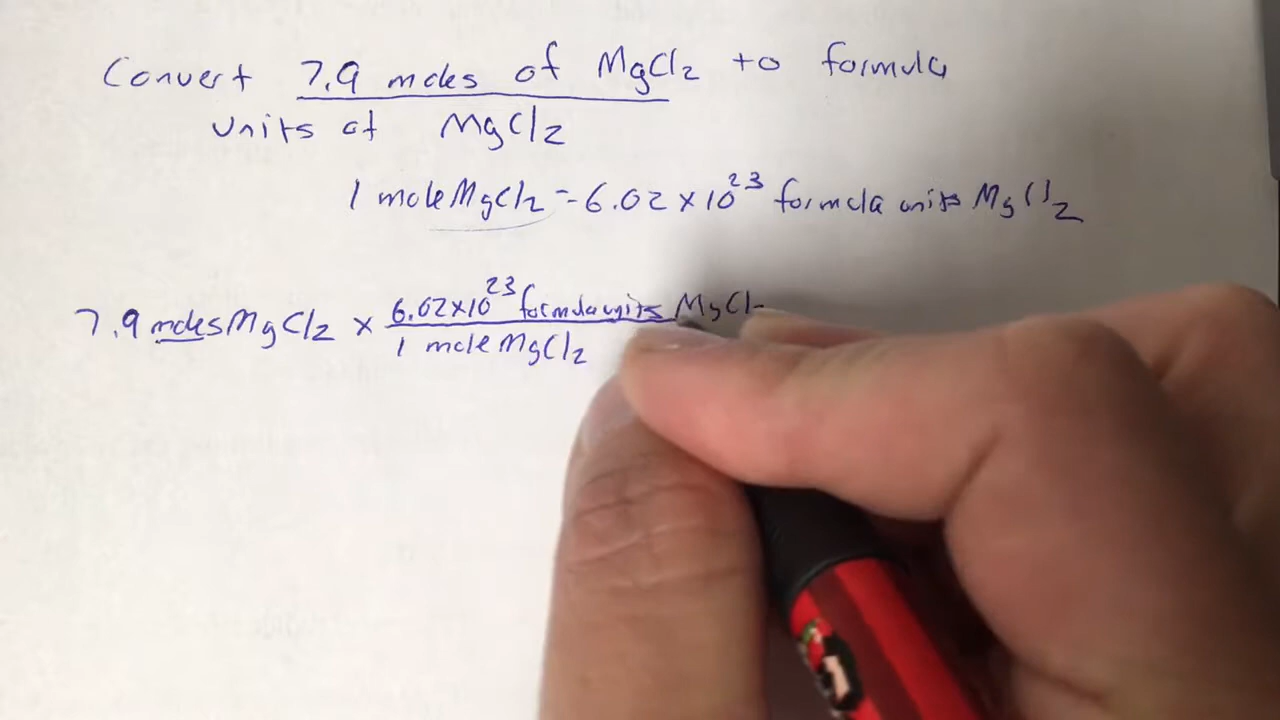 Convert 7.9 moles of MgCl2 to formula
units of MgCl2
1 mole MgCl2 = 6.02 x 10^23 formula units MgCl2
7.9 moles MgCl2 x 6.02x10^23 formula units MgCl
1 mole MgCl2